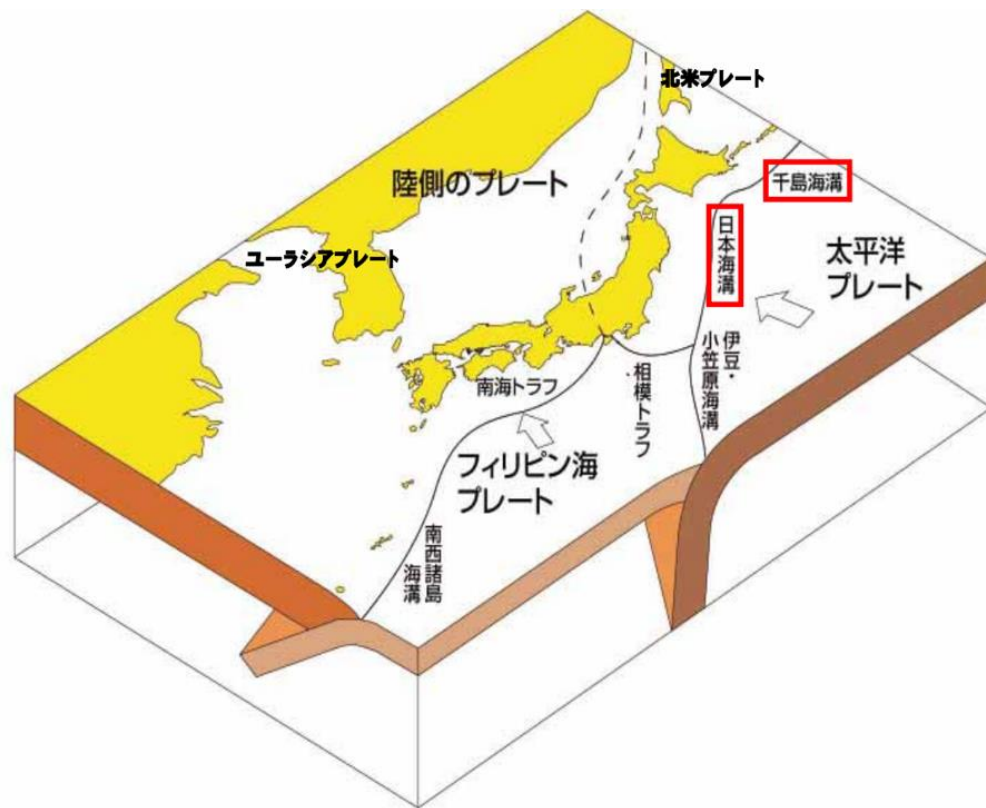 北米プレート
陸側のプレート
千島海溝
日本海溝
ユーラシアプレート
太平洋
プレート
伊豆・
小笠原海溝
相模トラフ
南海トラフ
フィリピン海
プレート
南西諸島
海溝